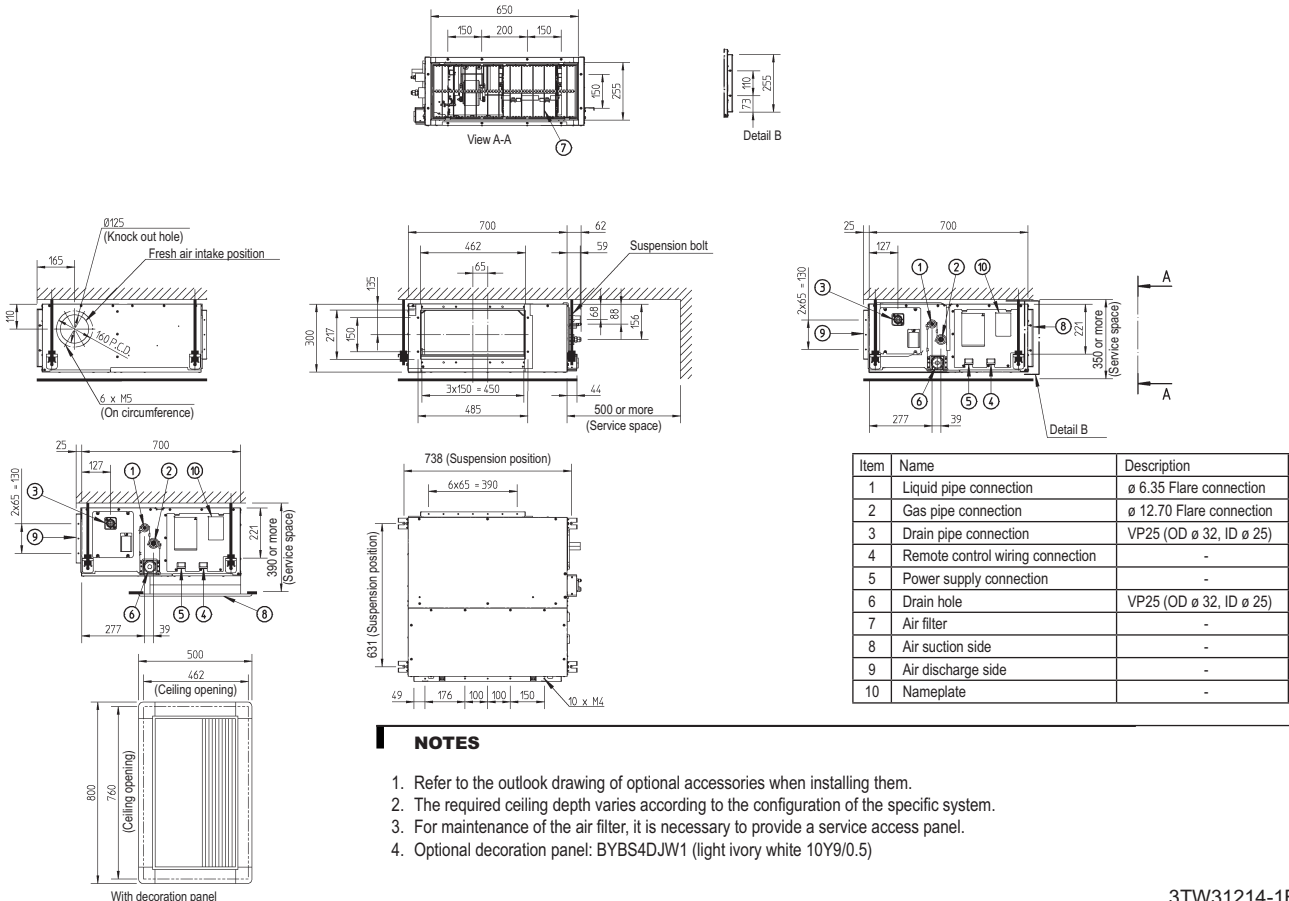 650
150 200 150
150
255
View A-A
7
110
73
255
Detail B
Ø125
(Knock out hole)
Fresh air intake position
165
110
160 P.C.D.
6 x M5
(On circumference)
700
62
462
59
Suspension bolt
65
135
300
217
150
68
88
156
3x150 = 450
44
485
500 or more
(Service space)
25
700
127
1 2 10
3
2x65 = 130
9
221
350 or more
(Service space)
8
6 5 4
277
39
Detail B
A
A
25
700
127
1 2 10
3
2x65 = 130
9
221
390 or more
(Service space)
6 5 4 8
277
39
738 (Suspension position)
6x65 = 390
631 (Suspension position)
49 176 100 100 150
10 x M4
500
462
(Ceiling opening)
800
760
(Ceiling opening)
With decoration panel
Item Name Description
1 Liquid pipe connection ø 6.35 Flare connection
2 Gas pipe connection ø 12.70 Flare connection
3 Drain pipe connection VP25 (OD ø 32, ID ø 25)
4 Remote control wiring connection -
5 Power supply connection -
6 Drain hole VP25 (OD ø 32, ID ø 25)
7 Air filter -
8 Air suction side -
9 Air discharge side -
10 Nameplate -
NOTES
1. Refer to the outlook drawing of optional accessories when installing them.
2. The required ceiling depth varies according to the configuration of the specific system.
3. For maintenance of the air filter, it is necessary to provide a service access panel.
4. Optional decoration panel: BYBS4DJW1 (light ivory white 10Y9/0.5)